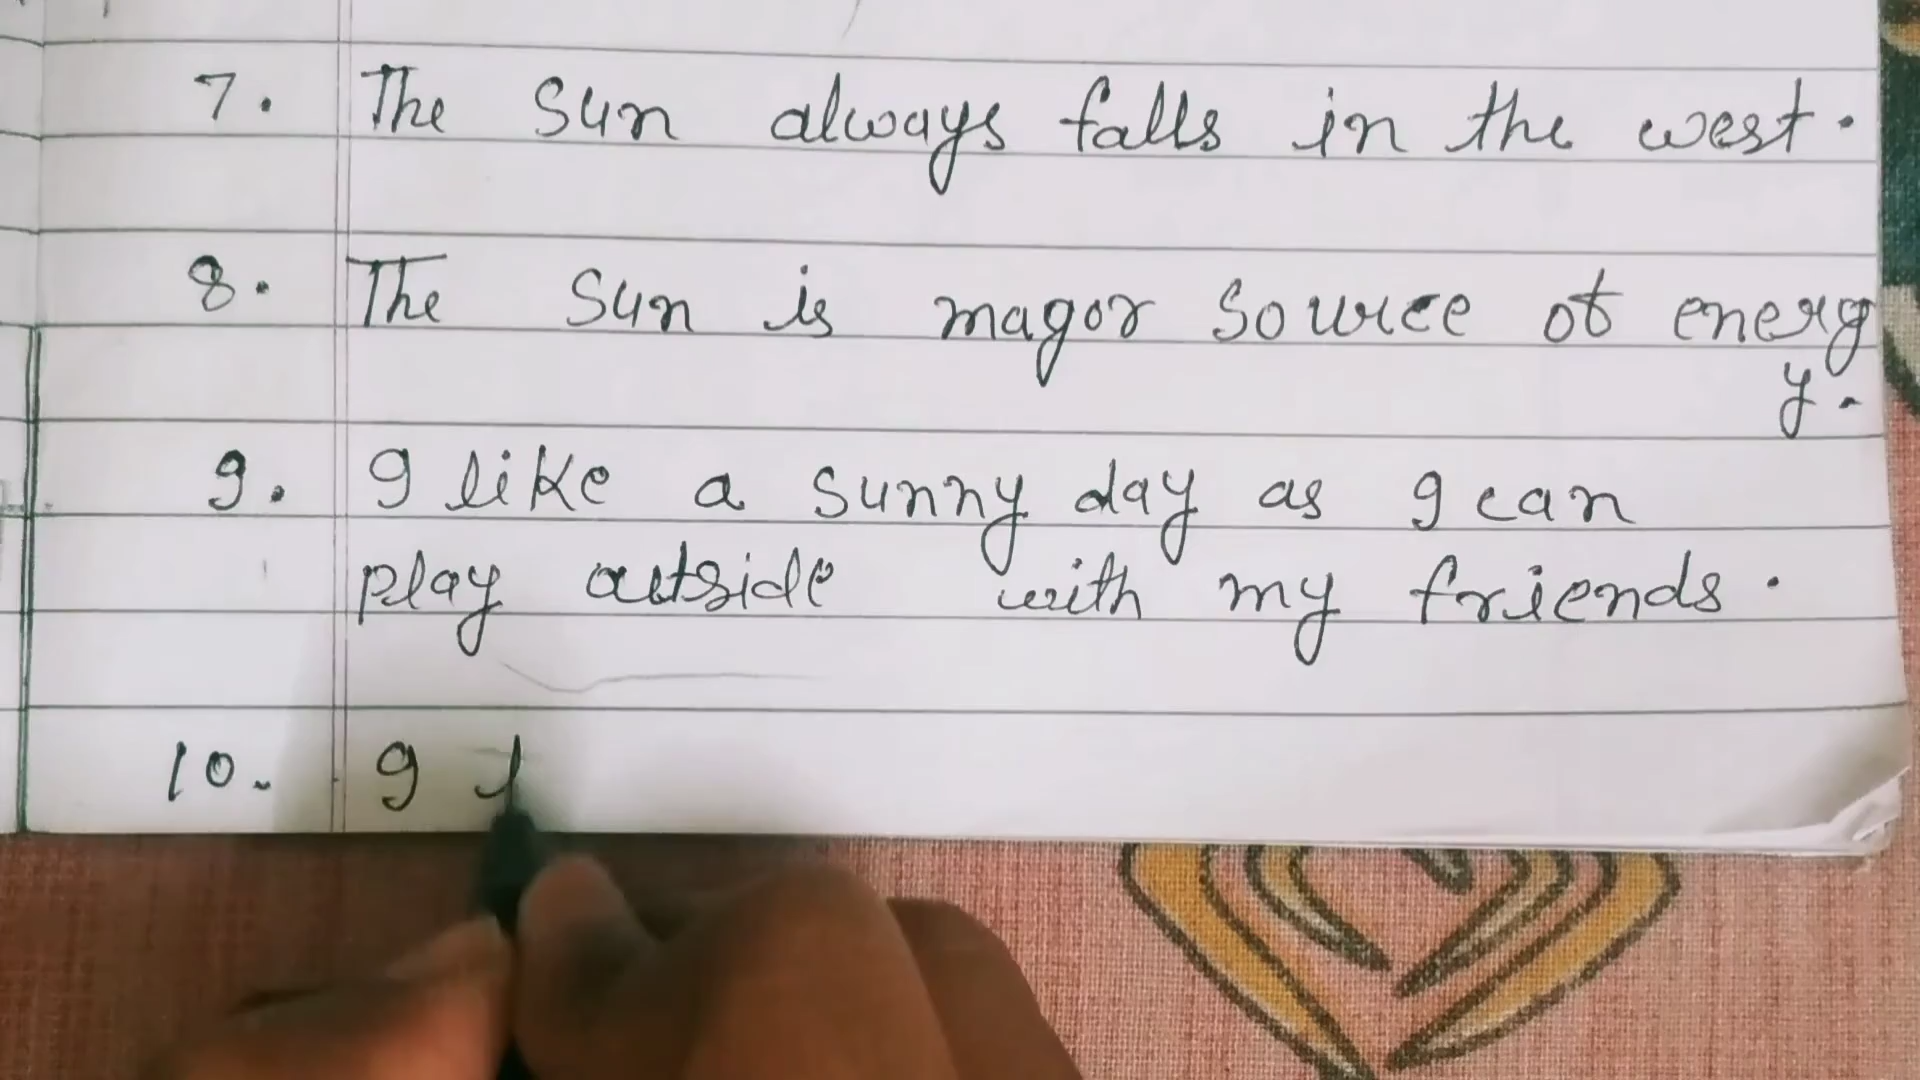 7. The Sun always falls in the west.
8. The Sun is magor source of energ
y.
9. I like a sunny day as I can
play outside with my friends.
10. I